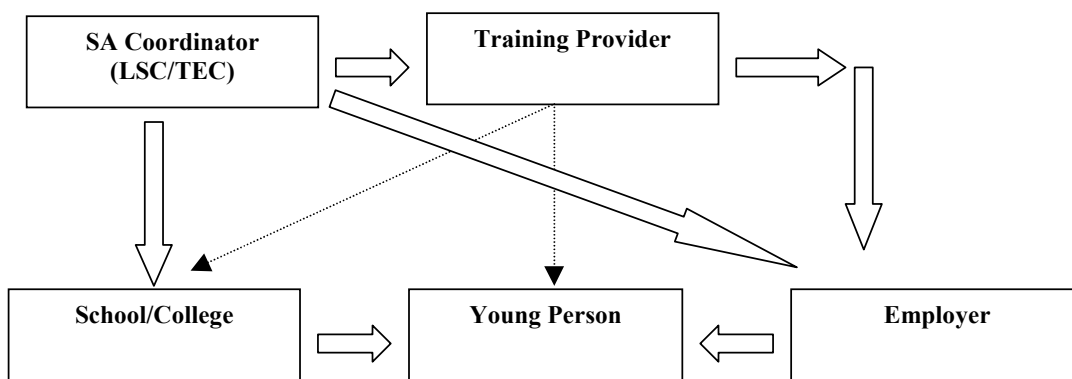 SA Coordinator
(LSC/TEC)
Training Provider
School/College
Young Person
Employer